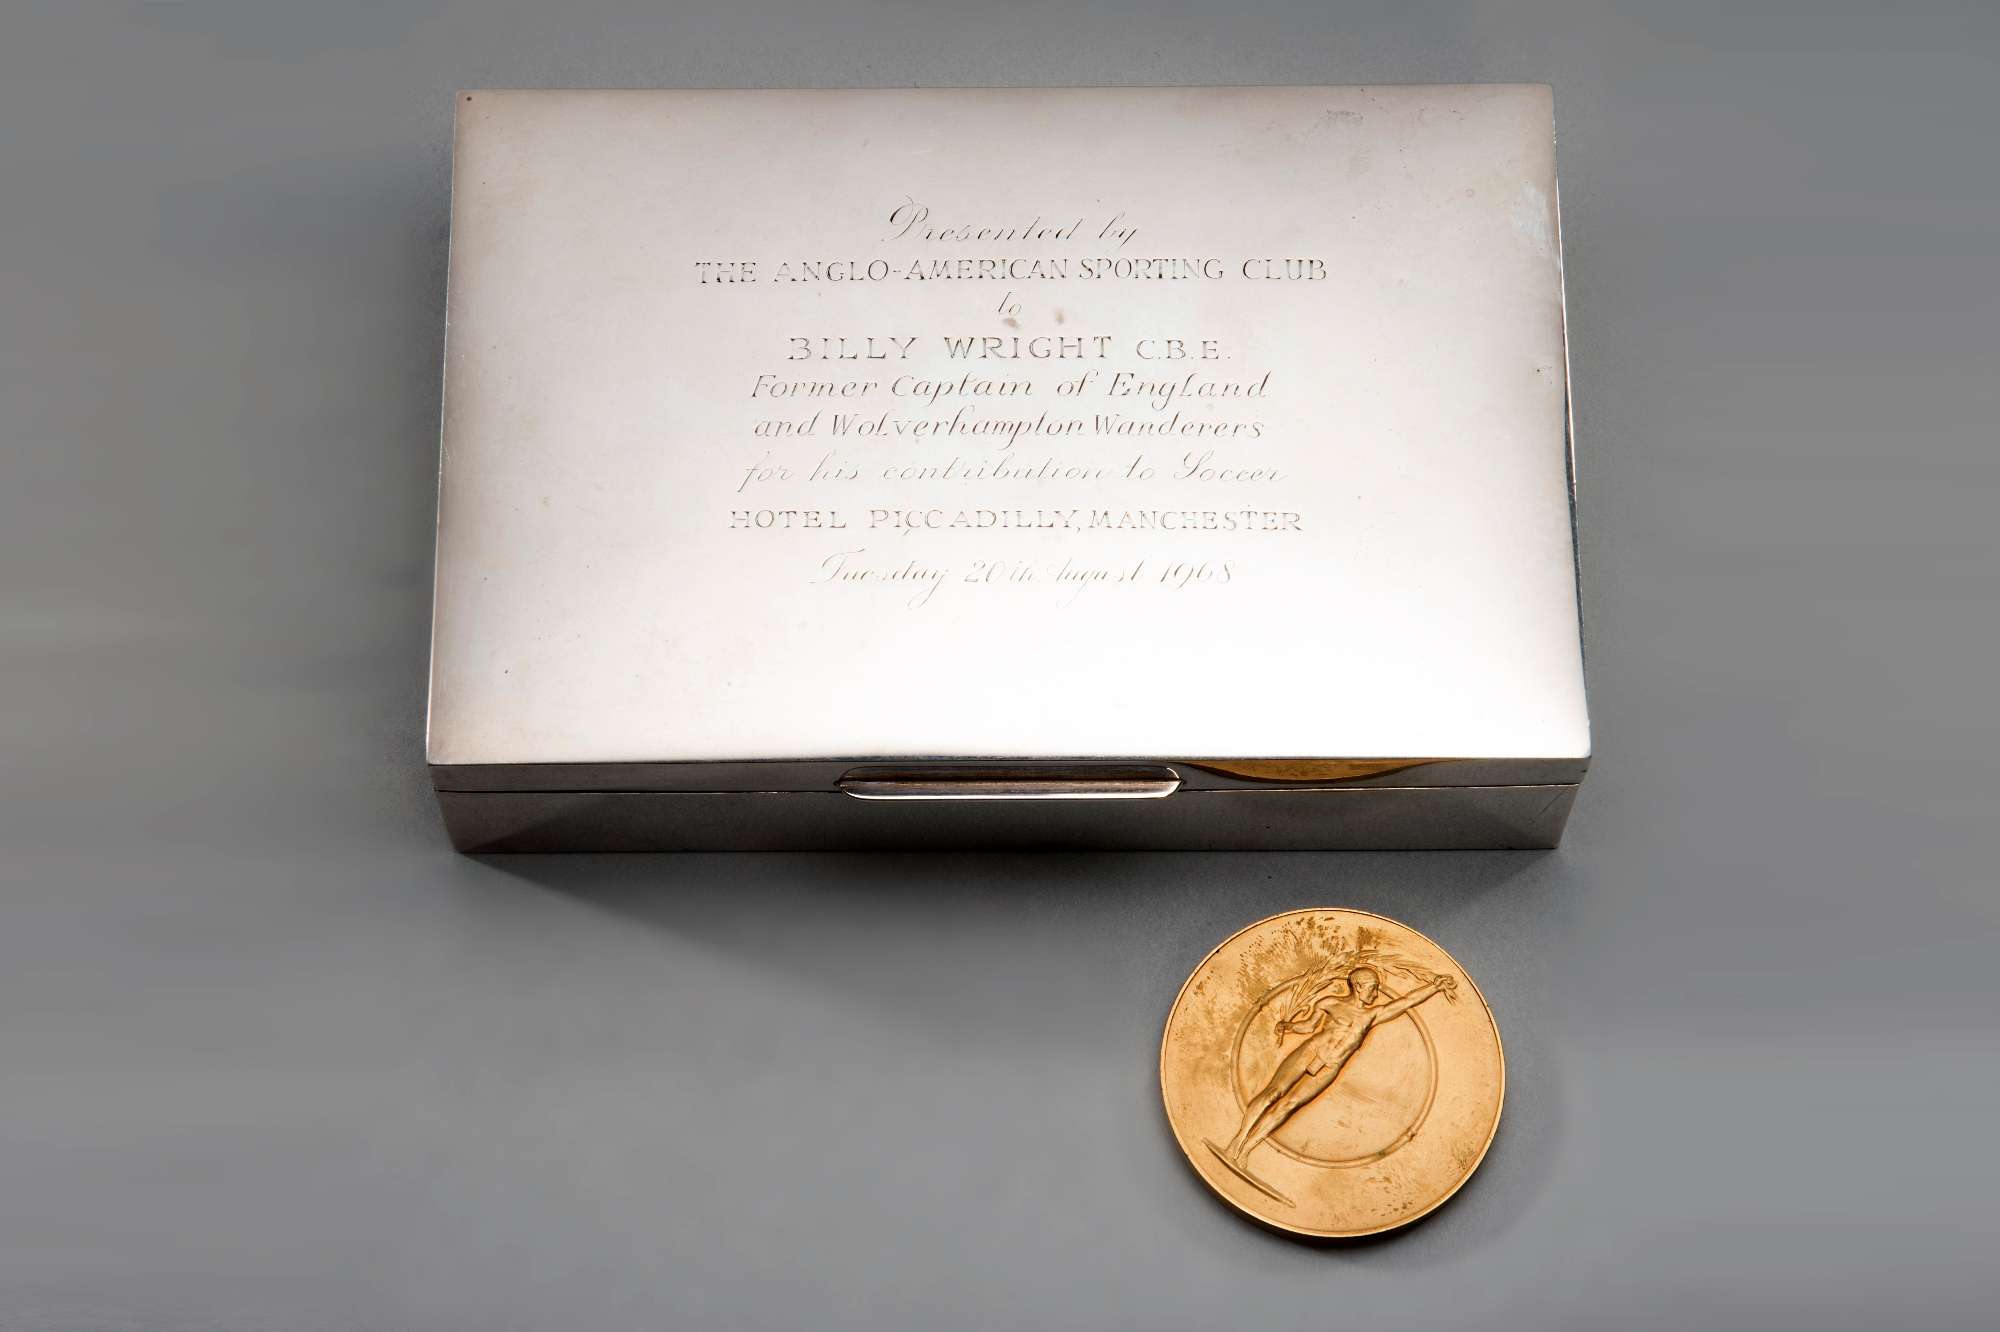 Presented by
THE ANGLO-AMERICAN SPORTING CLUB
to
BILLY WRIGHT C.B.E.
Former Captain of England
and Wolverhampton Wanderers
for his contribution to Soccer
HOTEL PICCADILLY, MANCHESTER
Tuesday 20th August 1968